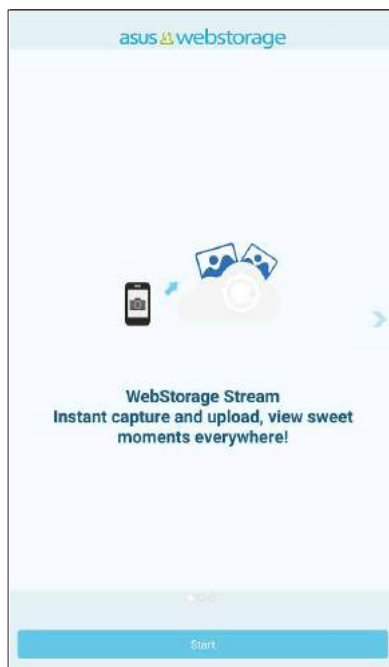 asus webstorage
WebStorage Stream
Instant capture and upload, view sweet
moments everywhere!
Start